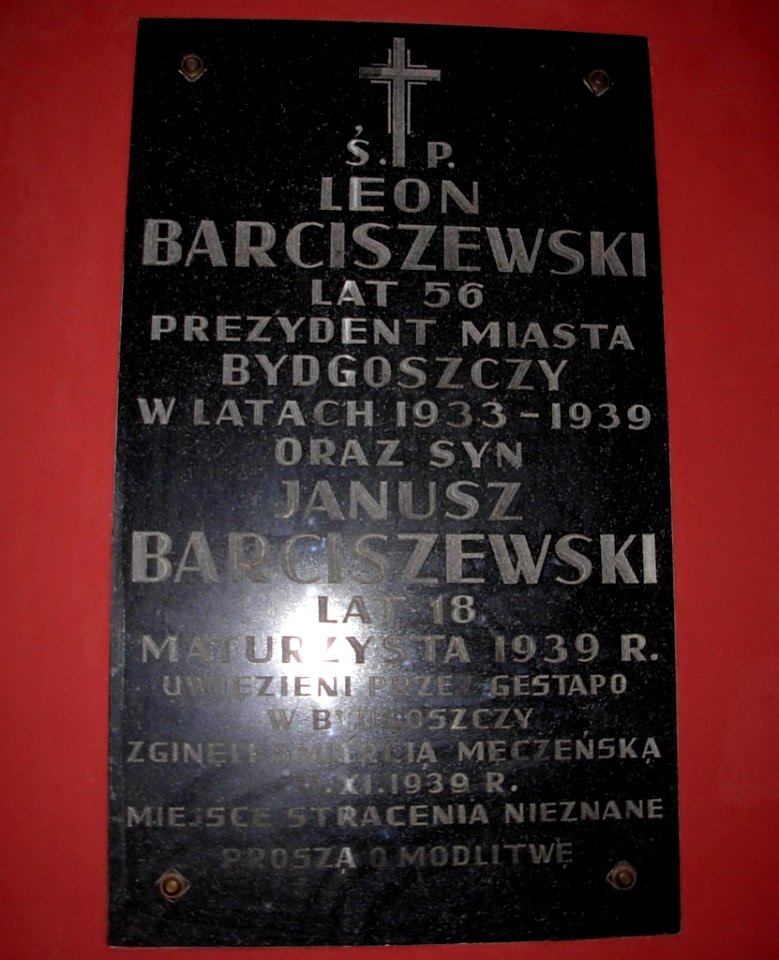 Ś. P.
LEON
BARCISZEWSKI
LAT 56
PREZYDENT MIASTA
BYDGOSZCZY
W LATACH 1933-1939
ORAZ SYN
JANUSZ
BARCISZEWSKI
LAT 18
MATURZYSTA 1939 R.
UWIĘZIENI PRZEZ GESTAPO
W BYDGOSZCZY
ZGINĘLI ŚMIERCIĄ MĘCZEŃSKĄ
XI.1939 R.
MIEJSCE STRACENIA NIEZNANE
PROSZĄ O MODLITWĘ